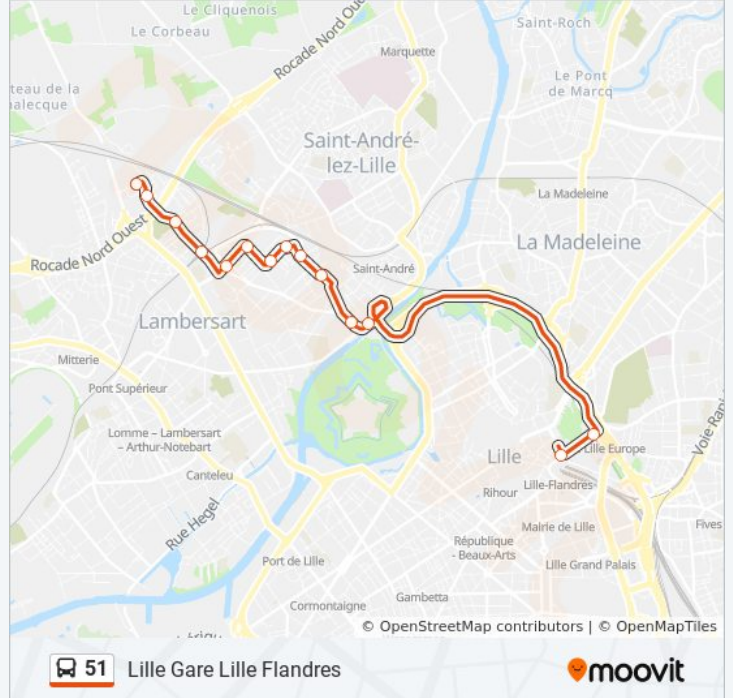 Le Cliquenois
Le Corbeau
Rocade Nord Oue
Saint-Roch
Marquette
Le Pont
de Marcq
teau de la
alecque
Saint-André-
lez-Lille
La Madeleine
Rocade Nord Ouest
La Madeleine
Saint-André
Lambersart
Mitterie
Pont Supérieur
Lomme – Lambersart
– Arthur-Notebart
Voie Rapi
Lille
Lille Europe
Canteleu
Lille-Flandres
Rihour
Rue Hegel
Mairie de Lille
Fives
République
- Beaux-Arts
Port de Lille
Lille Grand Palais
Gambetta
Cormontaigne
© OpenStreetMap contributors | © OpenMapTiles
51 Lille Gare Lille Flandres
moovit